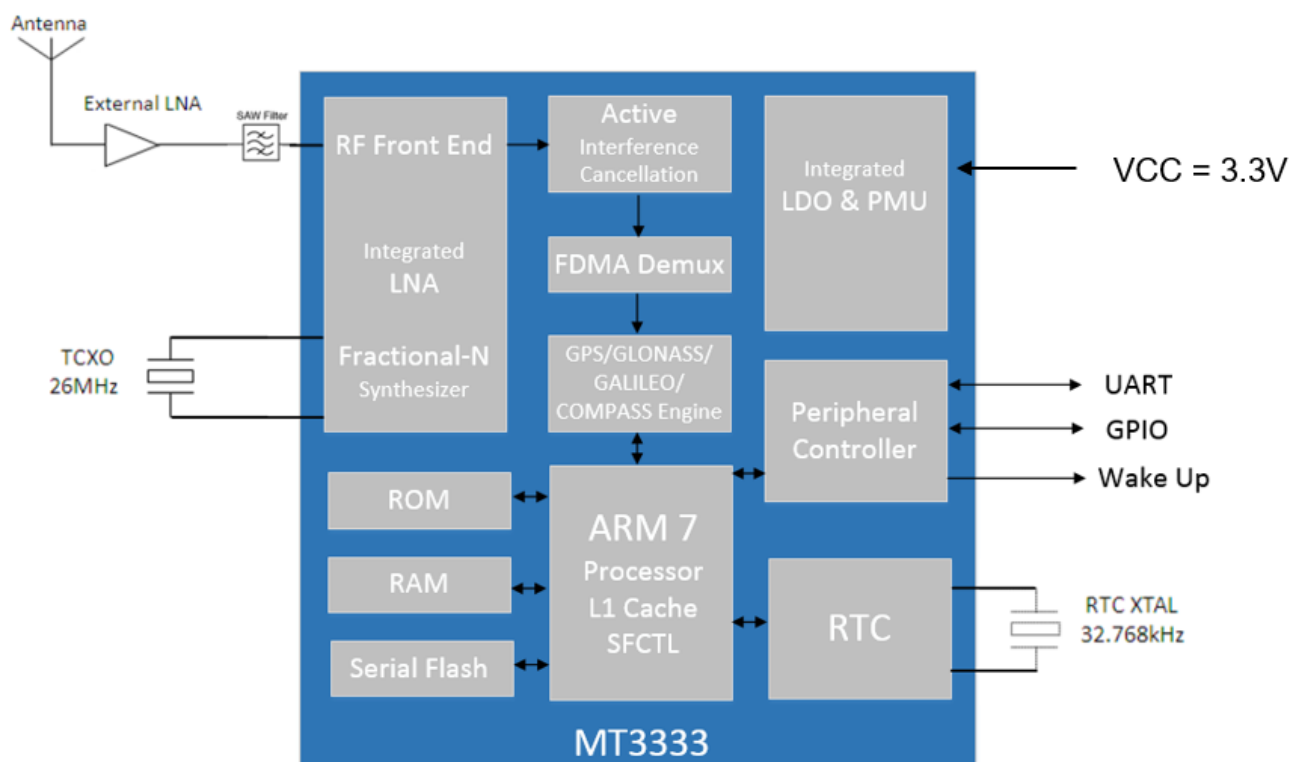 Antenna
External LNA
SAW Filter
RF Front End
Integrated
LNA
Fractional-N
Synthesizer
TCXO
26MHz
Active
Interference
Cancellation
FDMA Demux
GPS/GLONASS/
GALILEO/
COMPASS Engine
Integrated
LDO & PMU
VCC = 3.3V
Peripheral
Controller
UART
GPIO
Wake Up
ROM
RAM
Serial Flash
ARM 7
Processor
L1 Cache
SFCTL
RTC
RTC XTAL
32.768kHz
MT3333